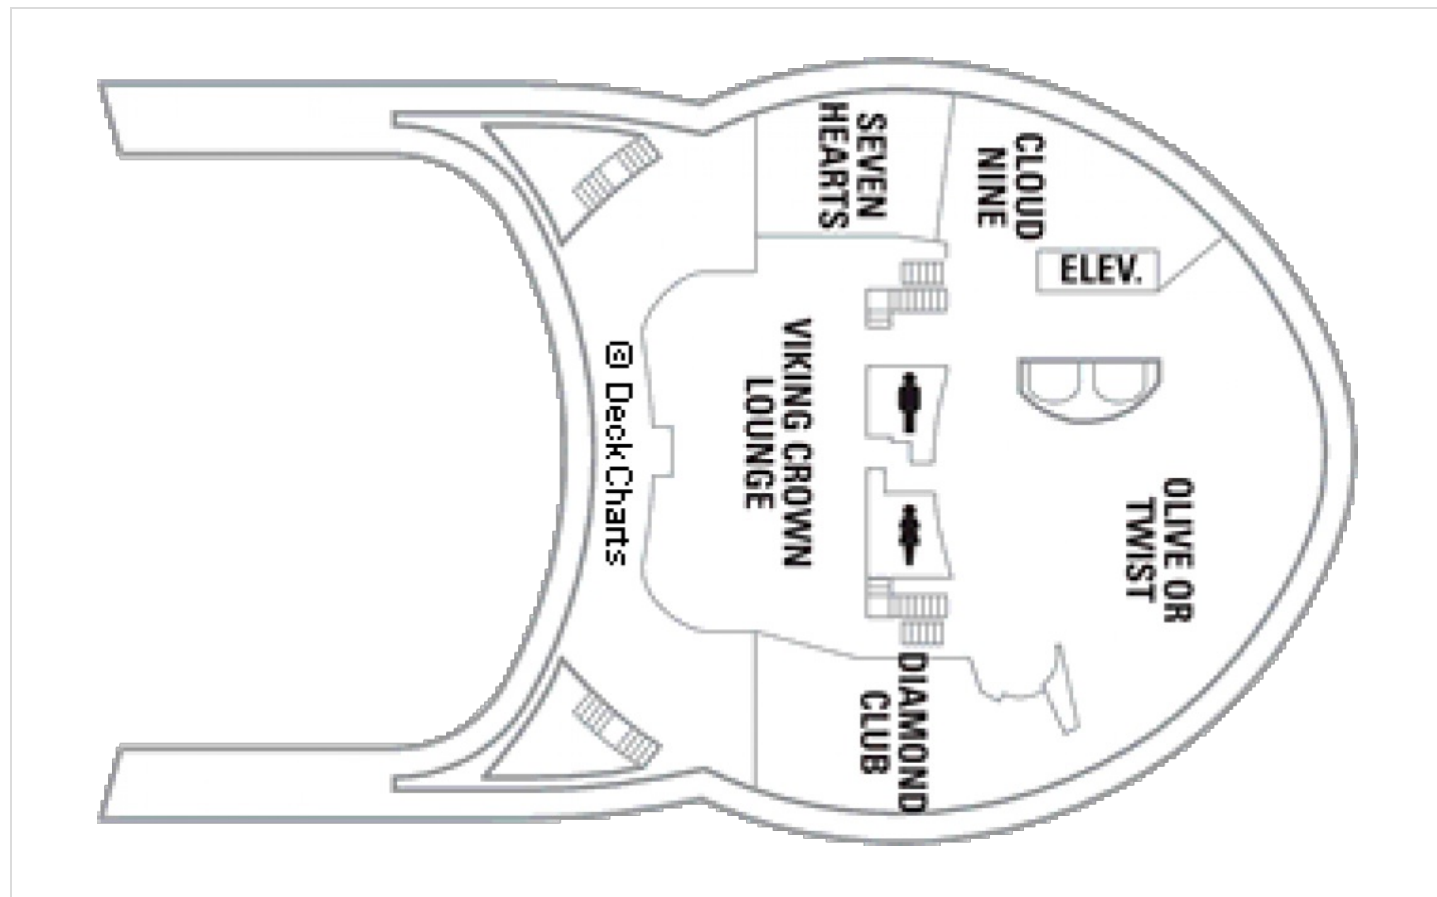 SEVEN
HEARTS
CLOUD
NINE
ELEV.
VIKING CROWN
LOUNGE
© DeckCharts
OLIVE OR
TWIST
DIAMOND
CLUB